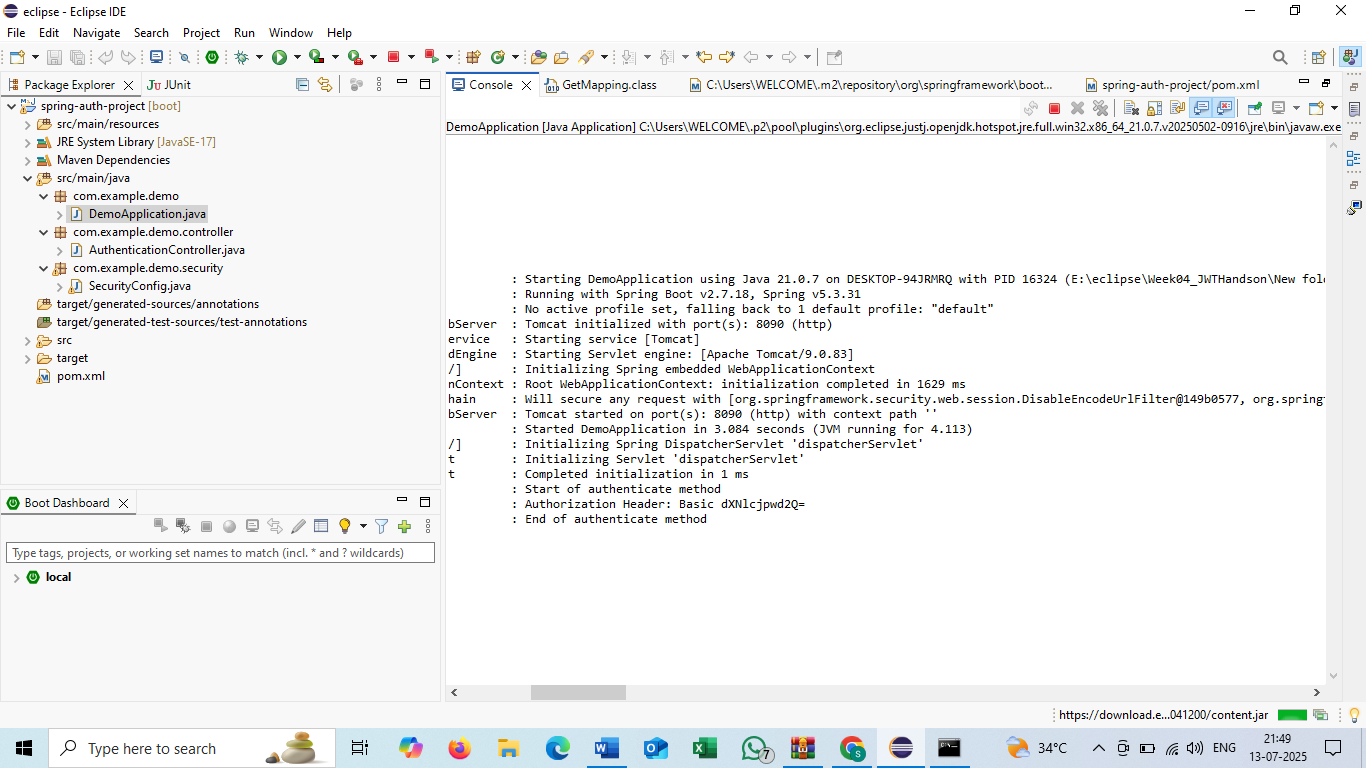 eclipse - Eclipse IDE
File Edit Navigate Search Project Run Window Help
Package Explorer
JUnit
spring-auth-project [boot]
src/main/resources
JRE System Library [JavaSE-17]
Maven Dependencies
src/main/java
com.example.demo
DemoApplication.java
com.example.demo.controller
AuthenticationController.java
com.example.demo.security
SecurityConfig.java
target/generated-sources/annotations
target/generated-test-sources/test-annotations
src
target
pom.xml
Boot Dashboard
Type tags, projects, or working set names to match (incl. * and ? wildcards)
local
Console
GetMapping.class
C:\Users\WELCOME\.m2\repository\org\springframework\boot...
spring-auth-project/pom.xml
DemoApplication [Java Application] C:\Users\WELCOME\.p2\pool\plugins\org.eclipse.justj.openjdk.hotspot.jre.full.win32.x86_64_21.0.7.v20250502-0916\jre\bin\javaw.exe
: Starting DemoApplication using Java 21.0.7 on DESKTOP-94JRMRQ with PID 16324 (E:\eclipse\Week04_JWTHandson\New fol
: Running with Spring Boot v2.7.18, Spring v5.3.31
: No active profile set, falling back to 1 default profile: "default"
bServer : Tomcat initialized with port(s): 8090 (http)
ervice : Starting service [Tomcat]
dEngine : Starting Servlet engine: [Apache Tomcat/9.0.83]
/] : Initializing Spring embedded WebApplicationContext
nContext : Root WebApplicationContext: initialization completed in 1629 ms
hain : Will secure any request with [org.springframework.security.web.session.DisableEncodeUrlFilter@149b0577, org.spring
bServer : Tomcat started on port(s): 8090 (http) with context path ''
: Started DemoApplication in 3.084 seconds (JVM running for 4.113)
/] : Initializing Spring DispatcherServlet 'dispatcherServlet'
t : Initializing Servlet 'dispatcherServlet'
t : Completed initialization in 1 ms
: Start of authenticate method
: Authorization Header: Basic dXNlcjpwd2Q=
: End of authenticate method
https://download.e...041200/content.jar
Type here to search
7
34°C
ENG
21:49
13-07-2025